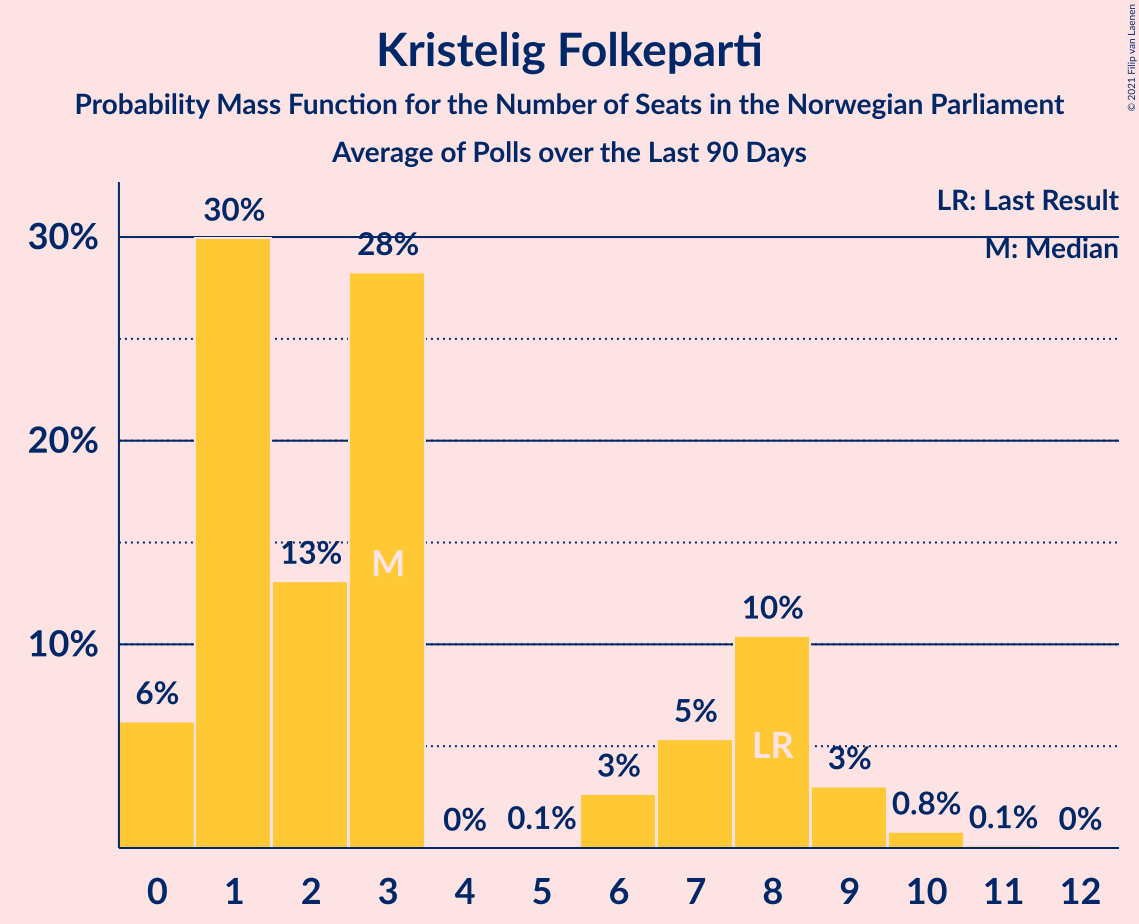 Kristelig Folkeparti
Probability Mass Function for the Number of Seats in the Norwegian Parliament
Average of Polls over the Last 90 Days
© 2021 Filip van Laenen
LR: Last Result
M: Median
30%
20%
10%
6%
30%
13%
28%
0%
0.1%
3%
5%
10%
3%
0.8%
0.1%
0%
M
LR
0 1 2 3 4 5 6 7 8 9 10 11 12